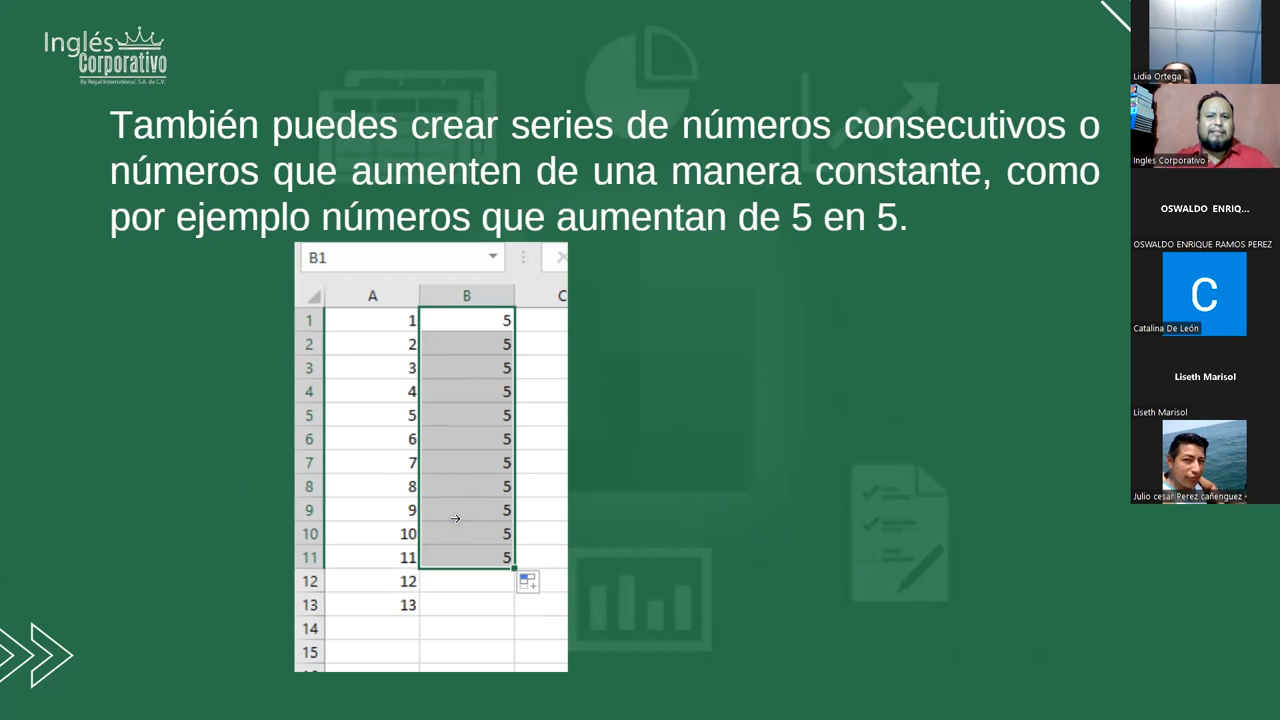 Inglés
Corporativo
By Regal International, S.A. de C.V.
También puedes crear series de números consecutivos o
números que aumenten de una manera constante, como
por ejemplo números que aumentan de 5 en 5.
B1
A B C
1 1 5
2 2 5
3 3 5
4 4 5
5 5 5
6 6 5
7 7 5
8 8 5
9 9 5
10 10 5
11 11 5
12 12
13 13
14
15
Lidia Ortega
Ingles Corporativo
OSWALDO ENRIQ...
OSWALDO ENRIQUE RAMOS PEREZ
C
Catalina De León
Liseth Marisol
Liseth Marisol
Julio cesar Perez cañenguez